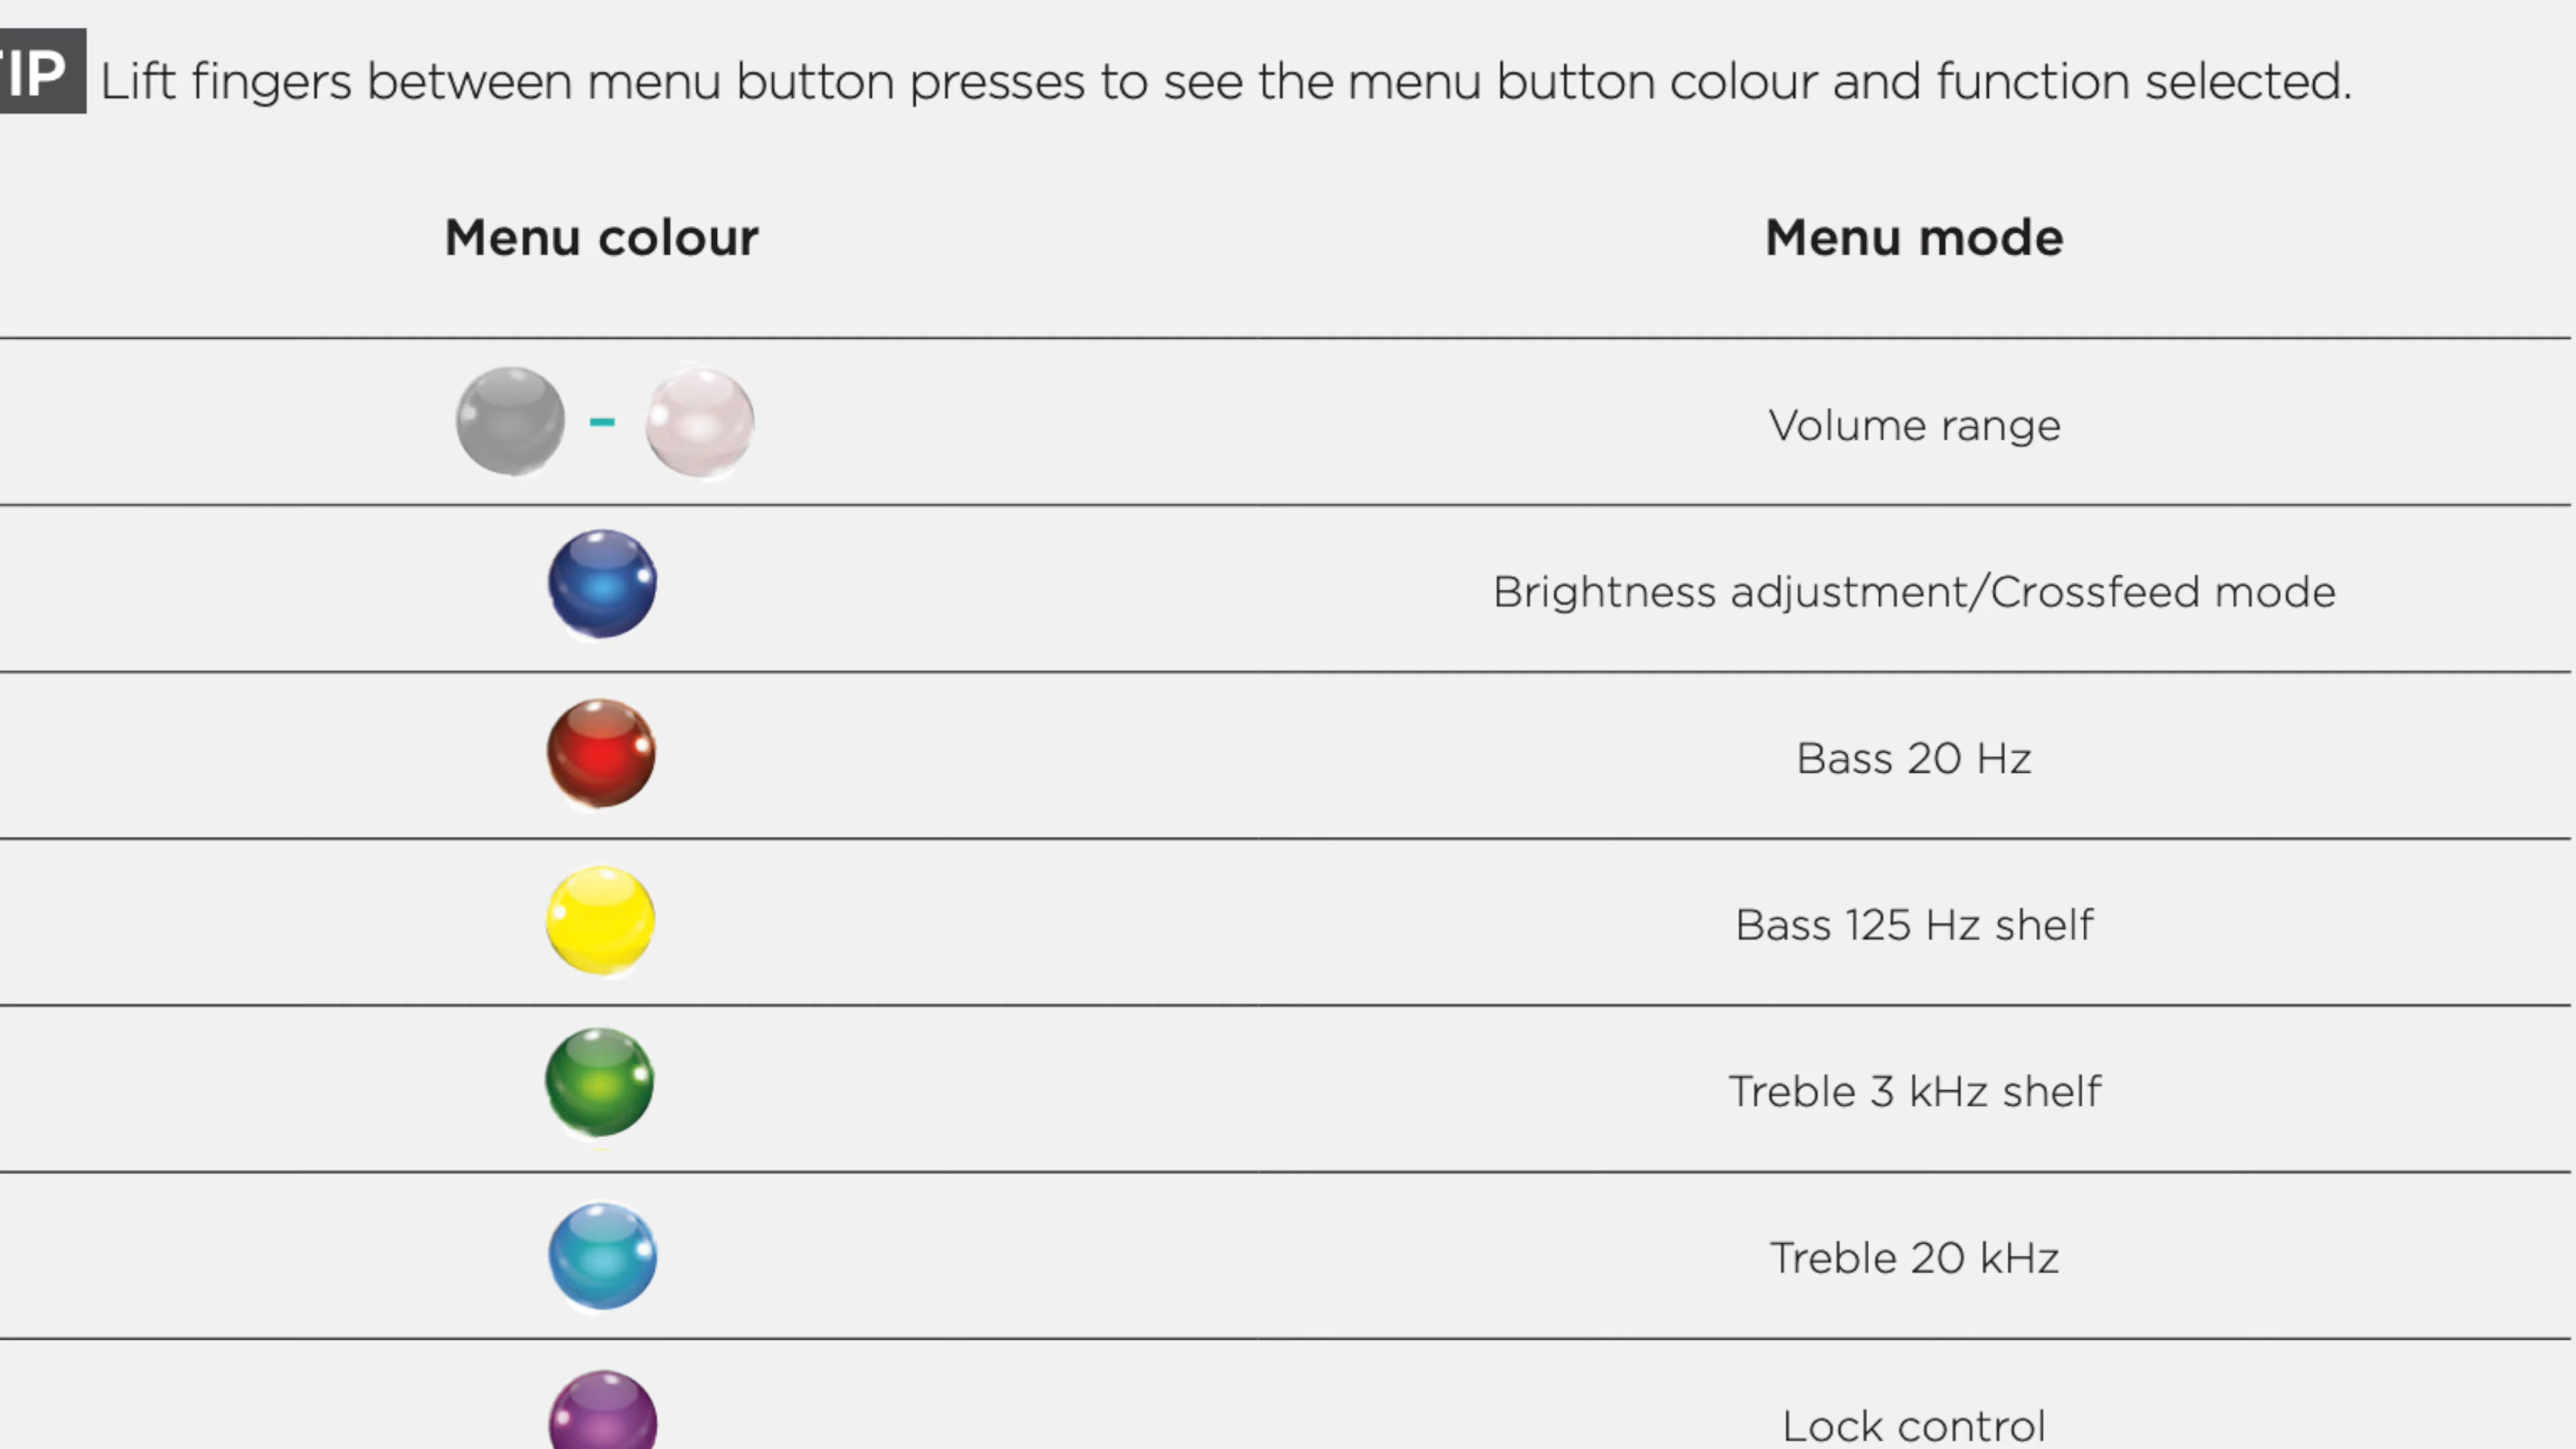 TIP Lift fingers between menu button presses to see the menu button colour and function selected.
Menu colour Menu mode
- Volume range
Brightness adjustment/Crossfeed mode
Bass 20 Hz
Bass 125 Hz shelf
Treble 3 kHz shelf
Treble 20 kHz
Lock control